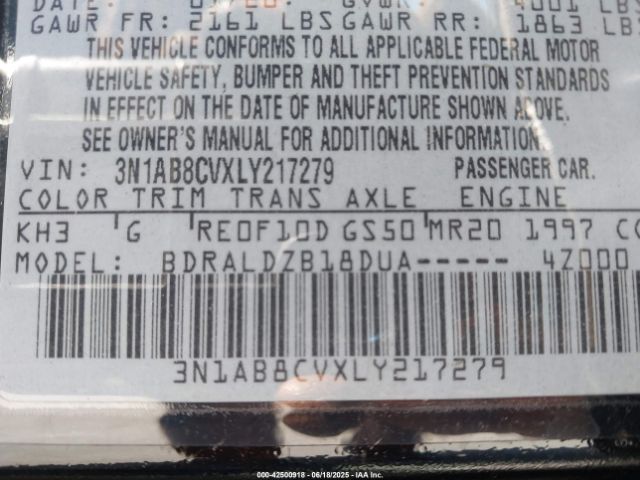 GAWR FR: 2161 LBS GAWR RR: 1863 LBS
THIS VEHICLE CONFORMS TO ALL APPLICABLE FEDERAL MOTOR
VEHICLE SAFETY, BUMPER AND THEFT PREVENTION STANDARDS
IN EFFECT ON THE DATE OF MANUFACTURE SHOWN ABOVE.
SEE OWNER'S MANUAL FOR ADDITIONAL INFORMATION.
VIN: 3N1AB8CVXLY217279 PASSENGER CAR.
COLOR TRIM TRANS AXLE ENGINE
KH3 G RE0F10D GS50 MR20 1997 CC
MODEL: BDRALDZB18DUA----- 4Z000
3N1AB8CVXLY217279
000-42500918 - 06/18/2025 - IAA Inc.